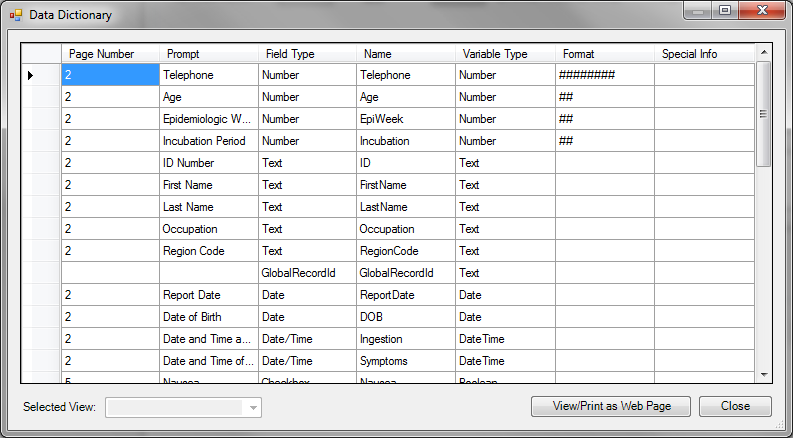 Data Dictionary
Page Number Prompt Field Type Name Variable Type Format Special Info
2 Telephone Number Telephone Number ########
2 Age Number Age Number ##
2 Epidemiologic W... Number EpiWeek Number ##
2 Incubation Period Number Incubation Number ##
2 ID Number Text ID Text
2 First Name Text FirstName Text
2 Last Name Text LastName Text
2 Occupation Text Occupation Text
2 Region Code Text RegionCode Text
GlobalRecordId GlobalRecordId Text
2 Report Date Date ReportDate Date
2 Date of Birth Date DOB Date
2 Date and Time a... Date/Time Ingestion DateTime
2 Date and Time of... Date/Time Symptoms DateTime
5 Nausea Checkbox Nausea Boolean
Selected View: View/Print as Web Page Close